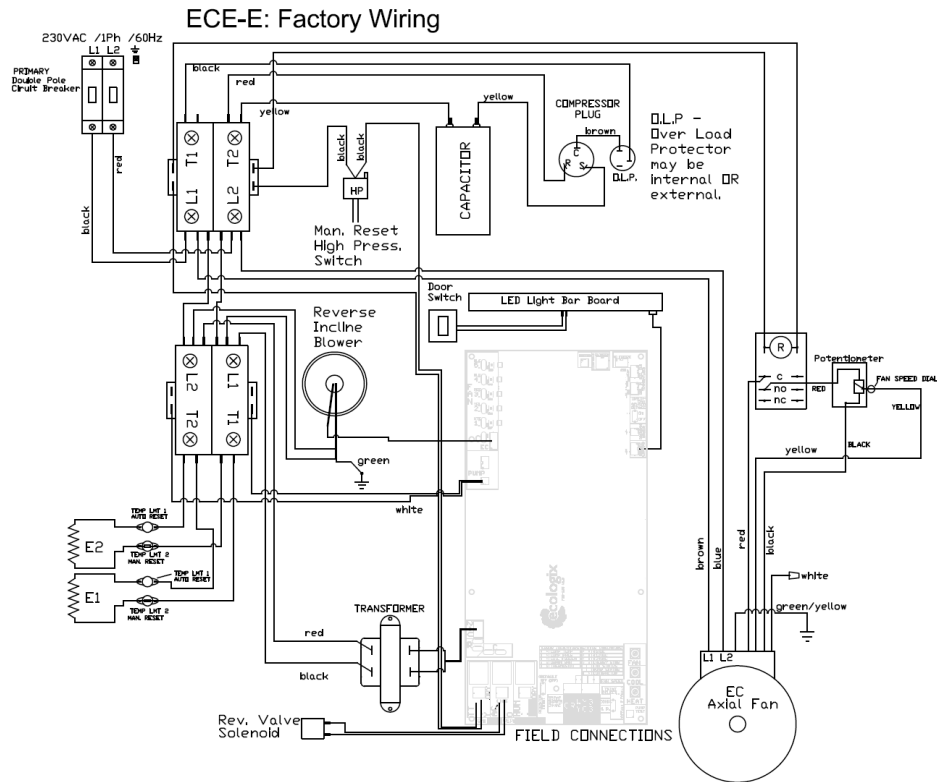 ECE-E: Factory Wiring
230VAC /1Ph /60Hz
L1 L2
PRIMARY
Double Pole
Ciruit Breaker
black
red
yellow
T1
T2
L1
L2
black
red
black
black
HP
Man. Reset
High Press.
Switch
CAPACITOR
yellow
COMPRESSOR
PLUG
brown
C
R S
O.L.P.
O.L.P -
Over Load
Protector
may be
internal OR
external.
Door
Switch
LED Light Bar Board
Reverse
Incline
Blower
L2
L1
T2
T1
green
white
R
c
no
nc
RED
Potentiometer
FAN SPEED DIAL
YELLOW
BLACK
yellow
TEMP LMT 1
AUTO RESET
E2
TEMP LMT 2
MAN. RESET
TEMP LMT 1
AUTO RESET
E1
TEMP LMT 2
MAN. RESET
brown
blue
red
black
white
green/yellow
ecologix
TRANSFORMER
red
black
Rev. Valve
Solenoid
FIELD CONNECTIONS
L1 L2
EC
Axial Fan